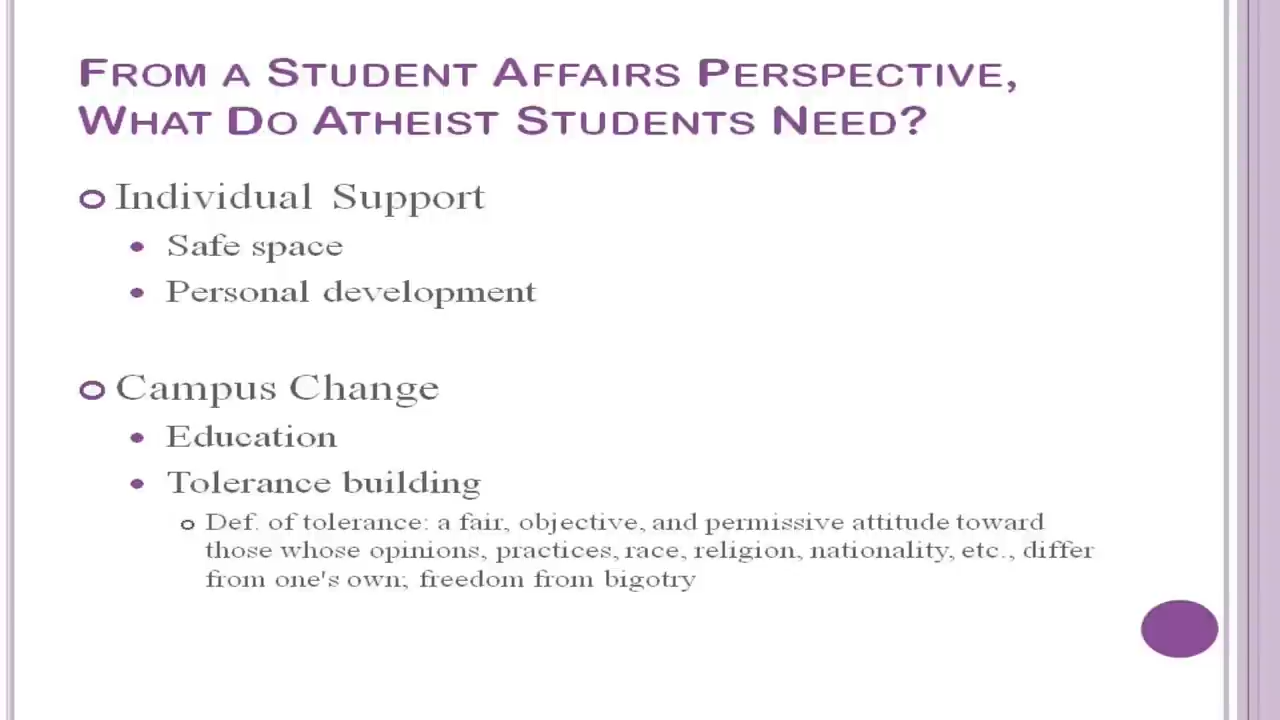 From a Student Affairs Perspective,
What Do Atheist Students Need?
Individual Support
Safe space
Personal development
Campus Change
Education
Tolerance building
Def. of tolerance: a fair, objective, and permissive attitude toward
those whose opinions, practices, race, religion, nationality, etc., differ
from one's own; freedom from bigotry